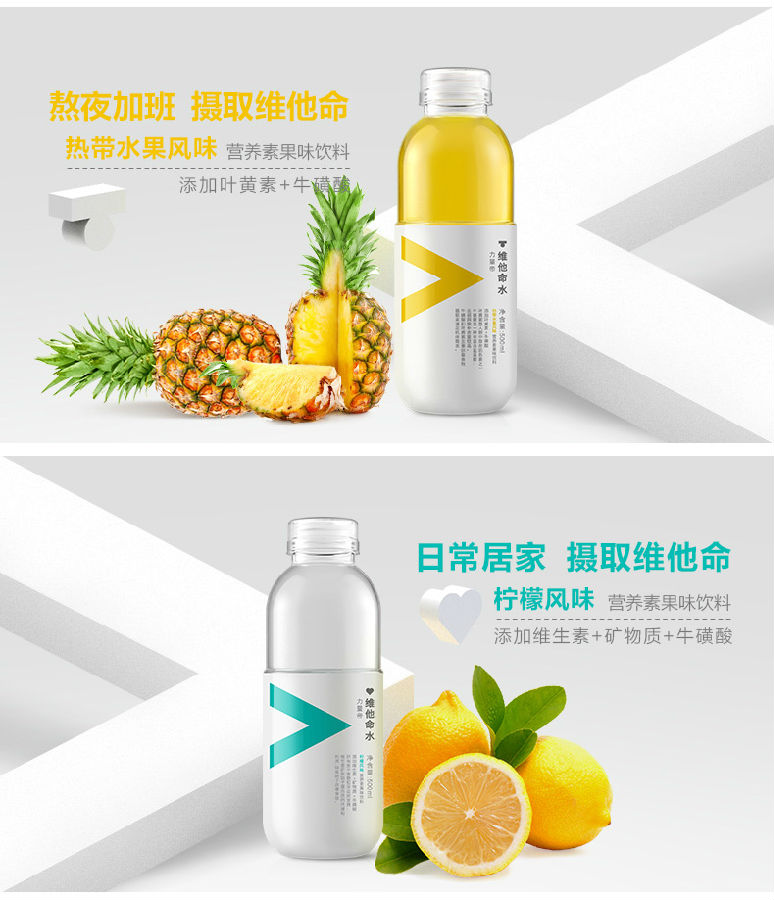 熬夜加班 摄取维他命
热带水果风味 营养素果味饮料
添加叶黄素+牛磺酸
维他命水
力量帝
净含量:500ml
日常居家 摄取维他命
柠檬风味 营养素果味饮料
添加维生素+矿物质+牛磺酸
维他命水
力量帝
净含量:500ml